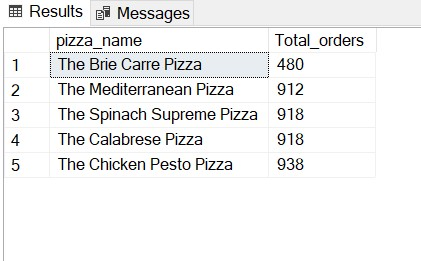 Results Messages
pizza_name Total_orders
1 The Brie Carre Pizza 480
2 The Mediterranean Pizza 912
3 The Spinach Supreme Pizza 918
4 The Calabrese Pizza 918
5 The Chicken Pesto Pizza 938